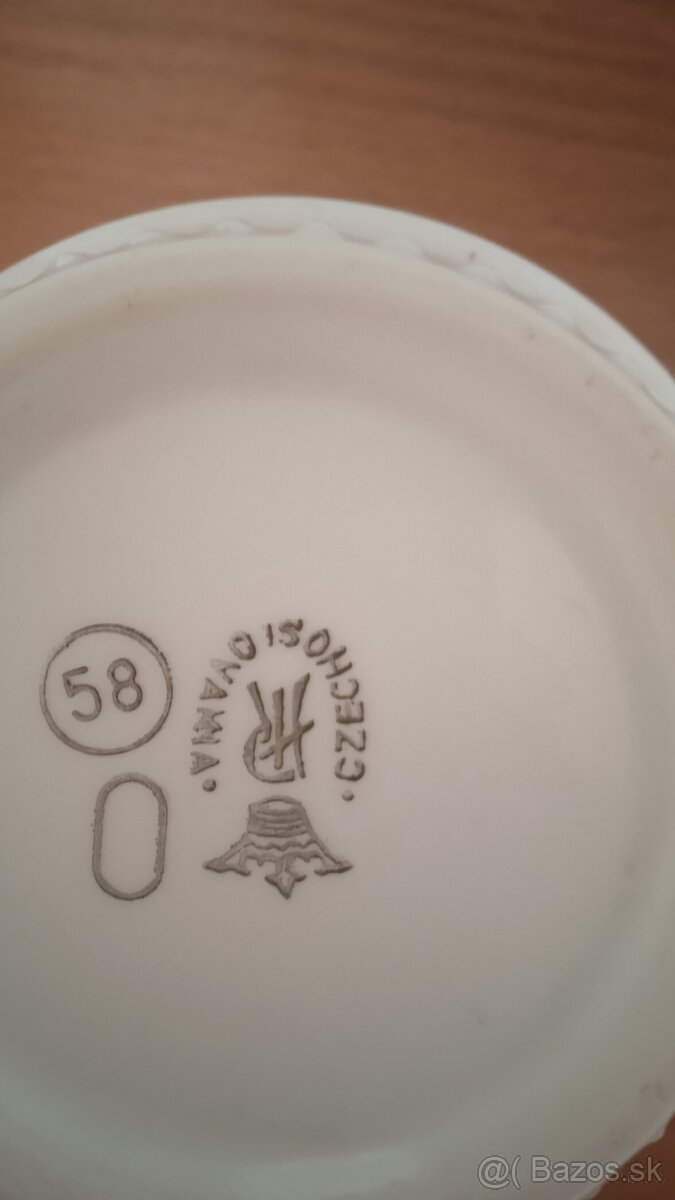 58
• CZECHOSLOVAKIA •
@( Bazos.sk